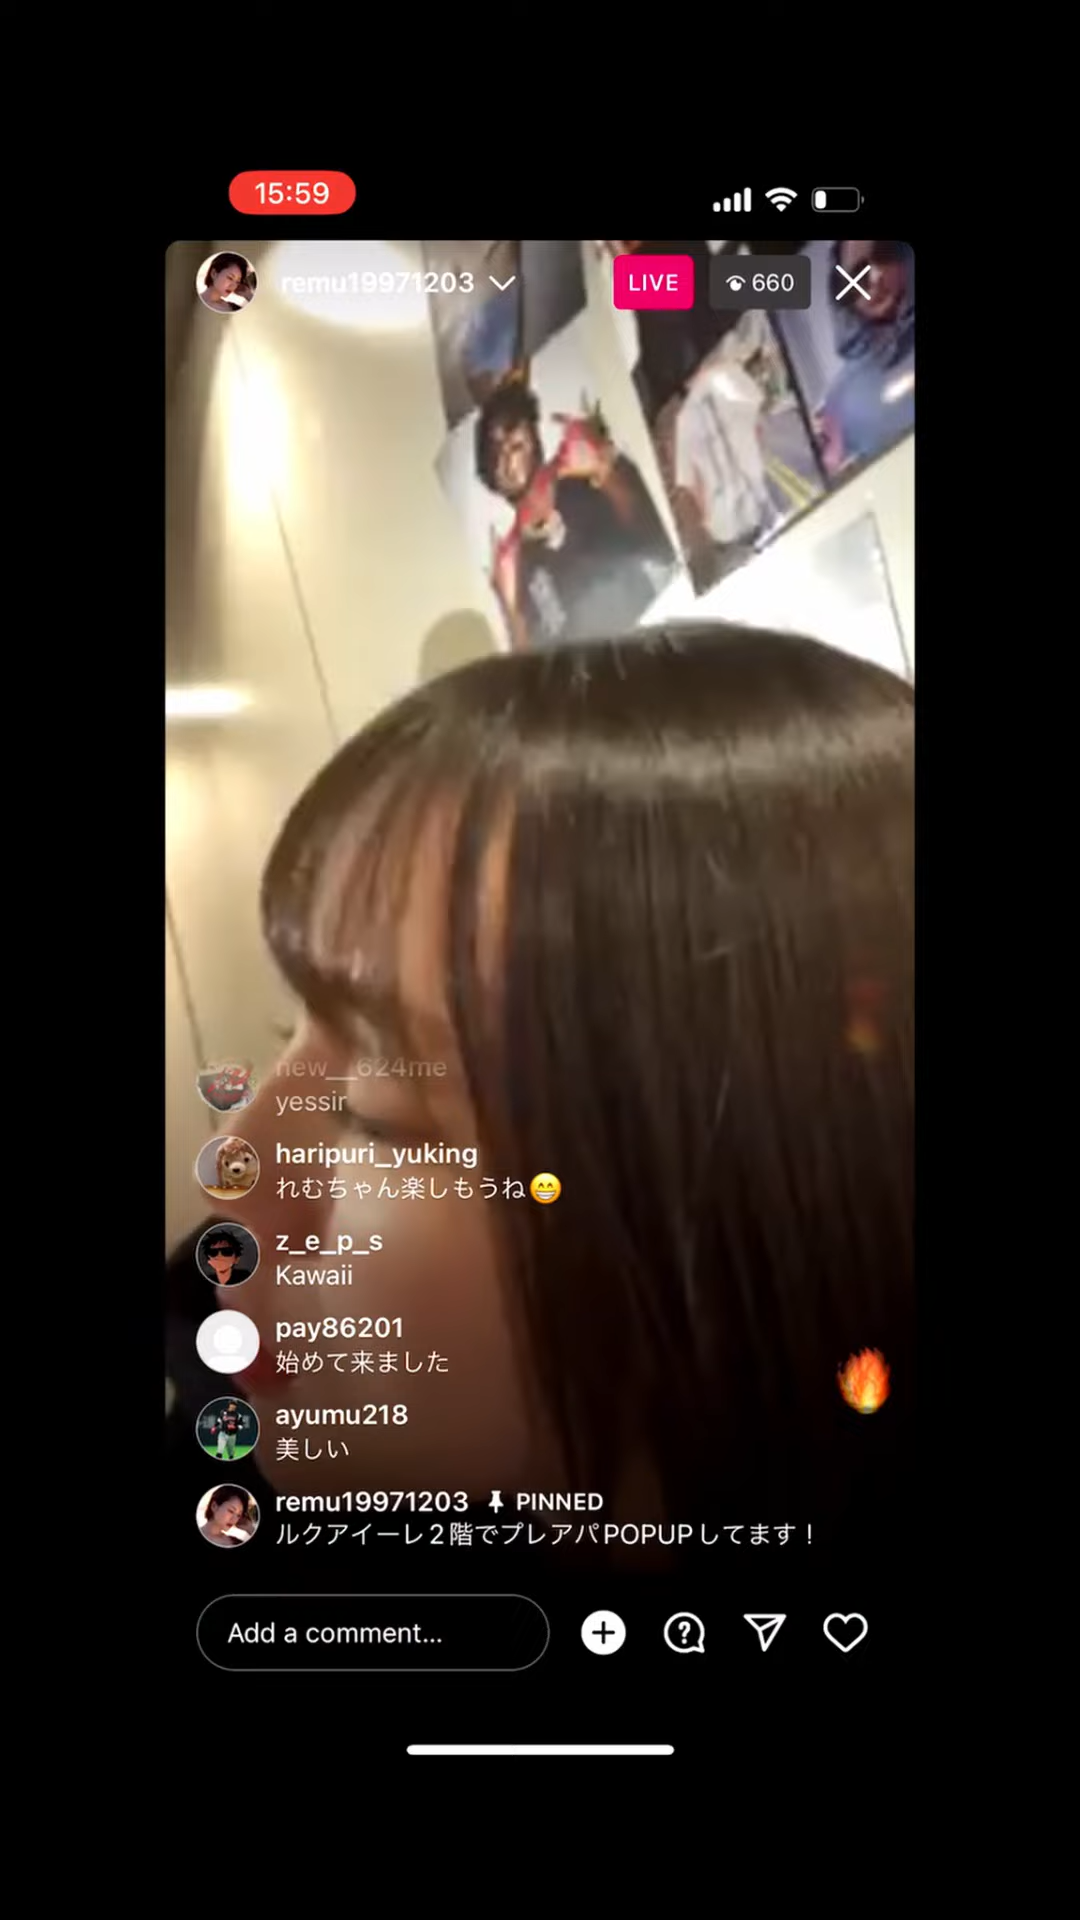 15:59
remu19971203
LIVE
660
new__624me
yessir
haripuri_yuking
れむちゃん楽しもうね😁
z_e_p_s
Kawaii
pay86201
始めて来ました
ayumu218
美しい
remu19971203 PINNED
ルクアイーレ2階でプレアパPOPUPしてます！
Add a comment...